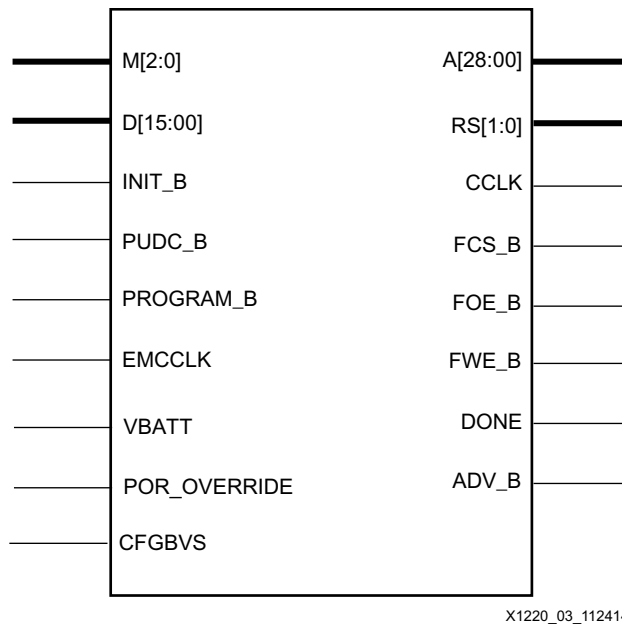 M[2:0]
A[28:00]
D[15:00]
RS[1:0]
INIT_B
CCLK
PUDC_B
FCS_B
PROGRAM_B
FOE_B
EMCCLK
FWE_B
VBATT
DONE
POR_OVERRIDE
ADV_B
CFGBVS
X1220_03_112414